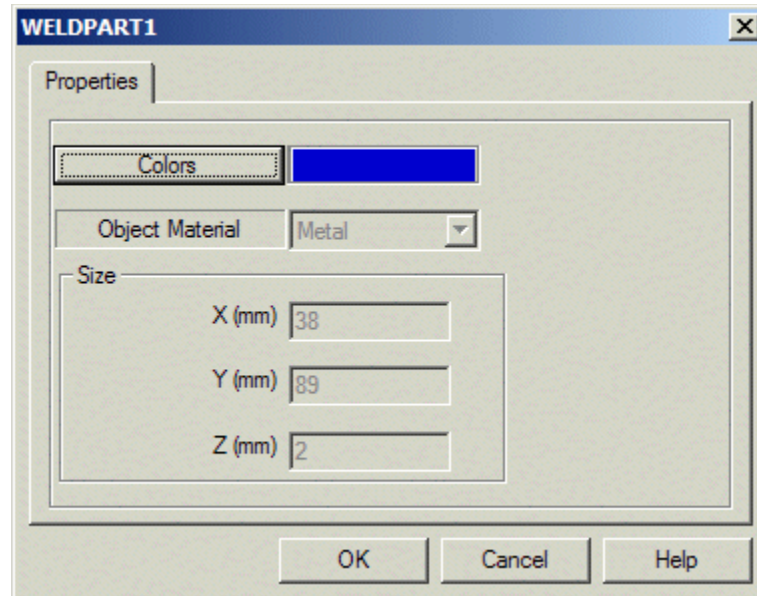 WELDPART1
Properties
Colors
Object Material Metal
Size
X (mm) 38
Y (mm) 89
Z (mm) 2
OK Cancel Help